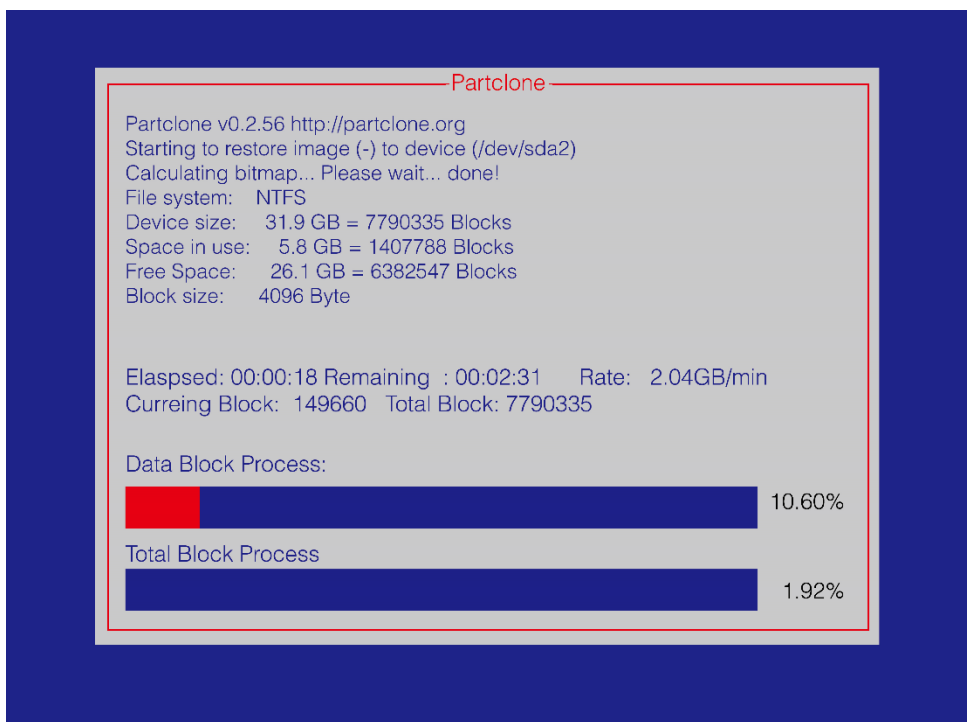 Partclone
Partclone v0.2.56 http://partclone.org
Starting to restore image (-) to device (/dev/sda2)
Calculating bitmap... Please wait... done!
File system: NTFS
Device size: 31.9 GB = 7790335 Blocks
Space in use: 5.8 GB = 1407788 Blocks
Free Space: 26.1 GB = 6382547 Blocks
Block size: 4096 Byte
Elaspsed: 00:00:18 Remaining : 00:02:31 Rate: 2.04GB/min
Curreing Block: 149660 Total Block: 7790335
Data Block Process:
10.60%
Total Block Process
1.92%